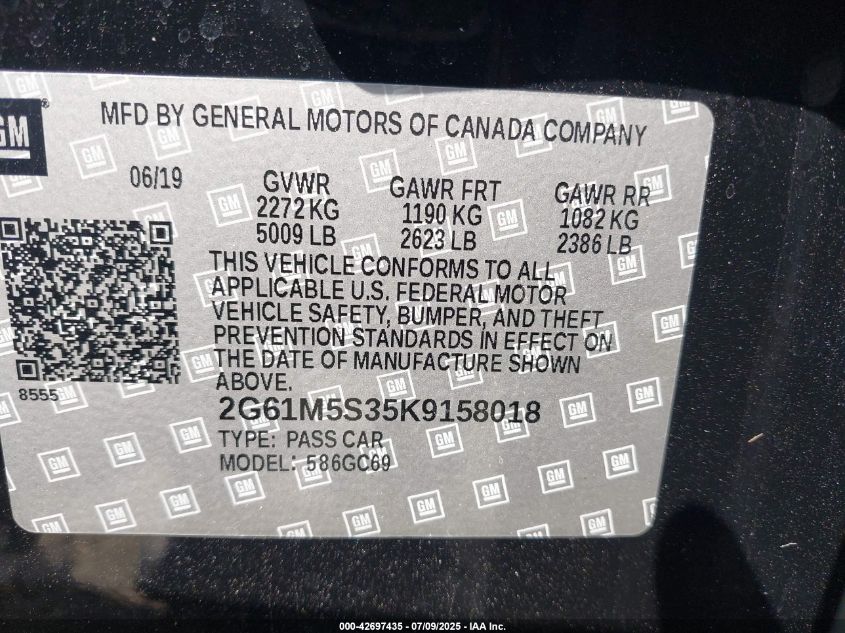 GM
MFD BY GENERAL MOTORS OF CANADA COMPANY
06/19
GVWR
2272 KG
5009 LB
GAWR FRT
1190 KG
2623 LB
GAWR RR
1082 KG
2386 LB
THIS VEHICLE CONFORMS TO ALL
APPLICABLE U.S. FEDERAL MOTOR
VEHICLE SAFETY, BUMPER, AND THEFT
PREVENTION STANDARDS IN EFFECT ON
THE DATE OF MANUFACTURE SHOWN
ABOVE.
8555
2G61M5S35K9158018
TYPE: PASS CAR
MODEL: 586GC69
000-42697435 - 07/09/2025 - IAA Inc.